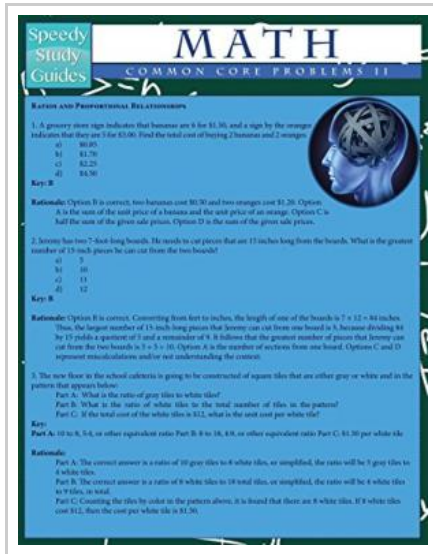 Speedy
Study
Guides
MATH
COMMON CORE PROBLEMS II
RATIOS AND PROPORTIONAL RELATIONSHIPS
1. A grocery store sign indicates that bananas are 6 for $1.50, and a sign by the oranges
indicates that they are 5 for $3.00. Find the total cost of buying 2 bananas and 2 oranges
a) $0.85
b) $1.70
c) $2.25
d) $4.50
Key: B
Rationale: Option B is correct, two bananas cost $0.50 and two oranges cost $1.20. Option
A is the sum of the unit price of a banana and the unit price of an orange. Option C is
half the sum of the given sale prices. Option D is the sum of the given sale prices.
2. Jeremy has two 7-foot-long boards. He needs to cut pieces that are 15 inches long from the boards. What is the greatest
number of 15-inch pieces he can cut from the two boards?
a) 5
b) 10
c) 11
d) 12
Key: B
Rationale: Option B is correct. Converting from feet to inches, the length of one of the boards is 7 × 12 = 84 inches.
Thus, the largest number of 15-inch-long pieces that Jeremy can cut from one board is 5, because dividing 84
by 15 yields a quotient of 5 and a remainder of 9. It follows that the greatest number of pieces that Jeremy can
cut from the two boards is 5 + 5 = 10. Option A is the number of sections from one board. Options C and D
represent miscalculations and/or not understanding the context.
3. The new floor in the school cafeteria is going to be constructed of square tiles that are either gray or white and in the
pattern that appears below:
Part A: What is the ratio of gray tiles to white tiles?
Part B: What is the ratio of white tiles to the total number of tiles in the pattern?
Part C: If the total cost of the white tiles is $12, what is the unit cost per white tile?
Key:
Part A: 10 to 8, 5:4, or other equivalent ratio Part B: 8 to 18, 4:9, or other equivalent ratio Part C: $1.50 per white tile
Rationale:
Part A: The correct answer is a ratio of 10 gray tiles to 8 white tiles, or simplified, the ratio will be 5 gray tiles to
4 white tiles.
Part B: The correct answer is a ratio of 8 white tiles to 18 total tiles, or simplified, the ratio will be 4 white tiles
to 9 tiles, in total.
Part C: Counting the tiles by color in the pattern above, it is found that there are 8 white tiles. If 8 white tiles
cost $12, then the cost per white tile is $1.50.